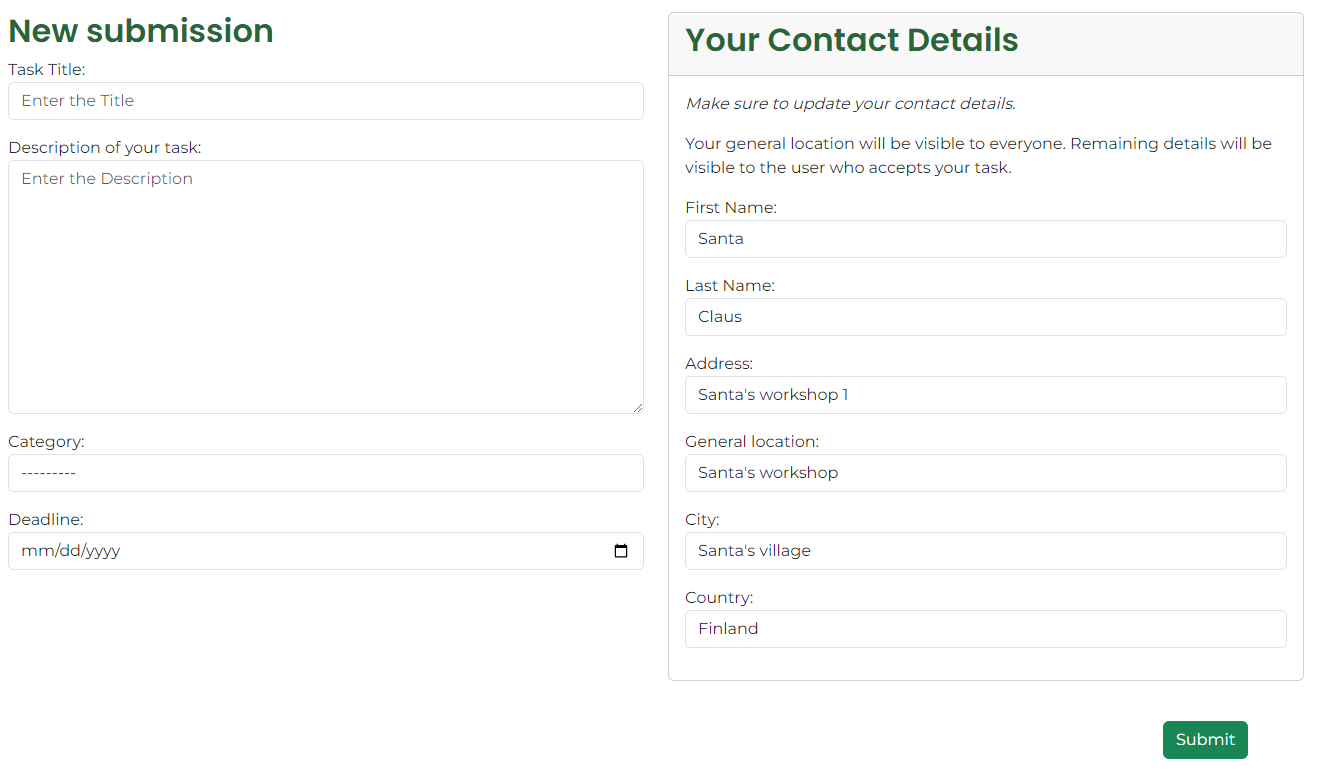 New submission
Task Title:
Enter the Title
Description of your task:
Enter the Description
Category:
---------
Deadline:
mm/dd/yyyy
Your Contact Details
Make sure to update your contact details.
Your general location will be visible to everyone. Remaining details will be
visible to the user who accepts your task.
First Name:
Santa
Last Name:
Claus
Address:
Santa's workshop 1
General location:
Santa's workshop
City:
Santa's village
Country:
Finland
Submit